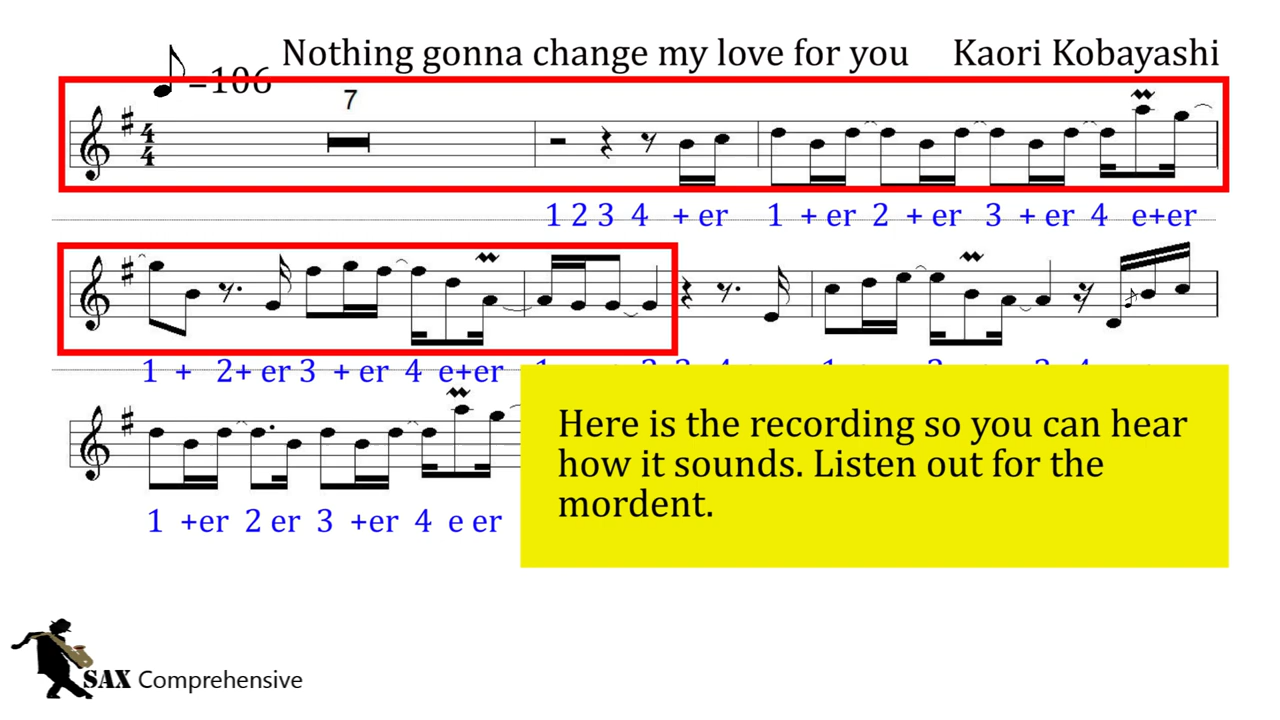 Nothing gonna change my love for you Kaori Kobayashi
=106
7
4
4
1 2 3 4 + er 1 + er 2 + er 3 + er 4 e+er
1 + 2+ er 3 + er 4 e+er
Here is the recording so you can hear
how it sounds. Listen out for the
mordent.
1 +er 2 er 3 +er 4 e er
SAX Comprehensive